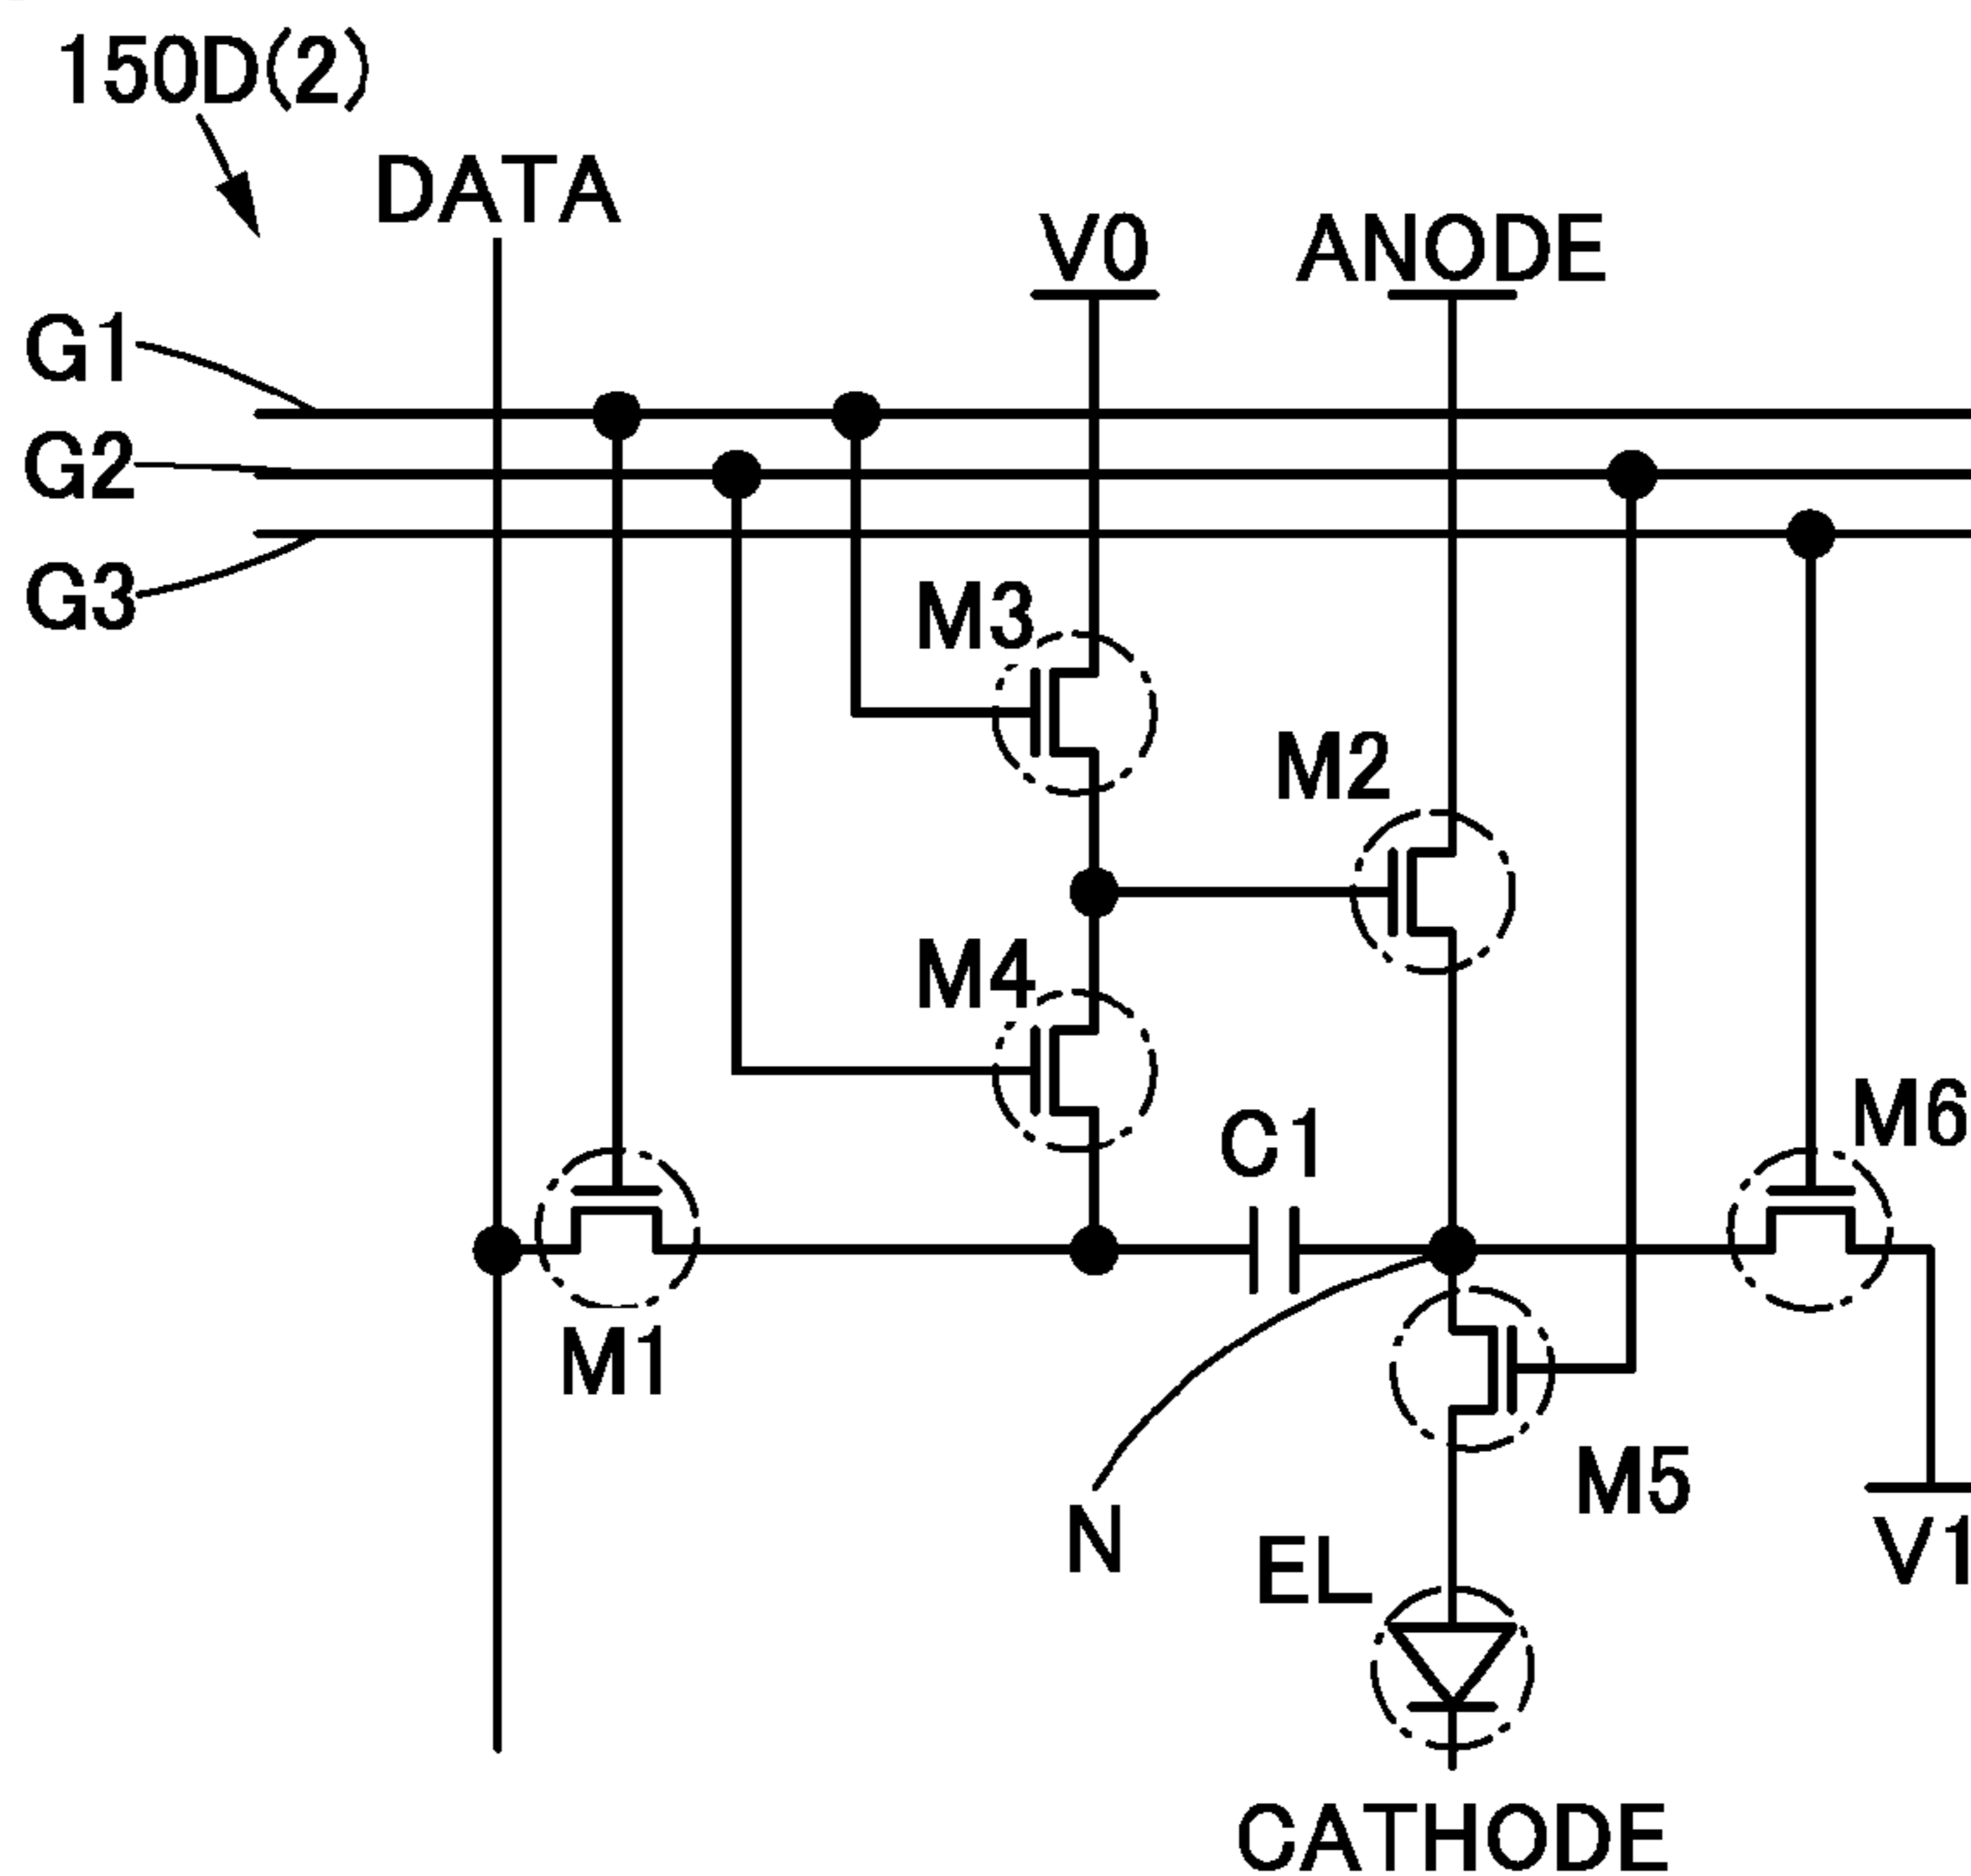 150D(2)
DATA
V0
ANODE
G1
G2
G3
M3
M2
M4
C1
M6
M1
M5
N
EL
V1
CATHODE